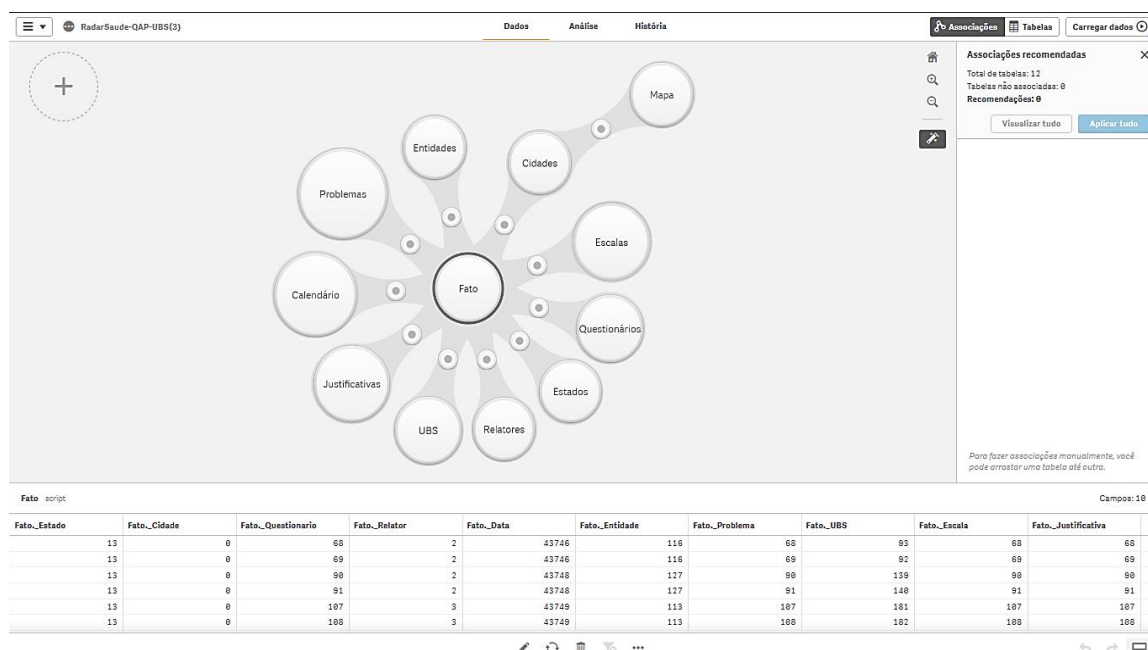 RadarSaude-QAP-UBS(3)
Dados
Análise
História
Associações
Tabelas
Carregar dados
Associações recomendadas
Total de tabelas: 12
Tabelas não associadas: 0
Recomendações: 0
Visualizar tudo
Aplicar tudo
Mapa
Entidades
Cidades
Problemas
Escalas
Calendário
Fato
Questionários
Justificativas
Estados
UBS
Relatores
Para fazer associações manualmente, você
pode arrastar uma tabela até outra.
Fato script
Campos: 10
Fato._Estado Fato._Cidade Fato._Questionario Fato._Relator Fato._Data Fato._Entidade Fato._Problema Fato._UBS Fato._Escala Fato._Justificativa
13 0 68 2 43746 116 68 93 68 68
13 0 69 2 43746 116 69 92 69 69
13 0 90 2 43748 127 90 139 90 90
13 0 91 2 43748 127 91 140 91 91
13 0 107 3 43749 113 107 181 107 107
13 0 108 3 43749 113 108 182 108 108